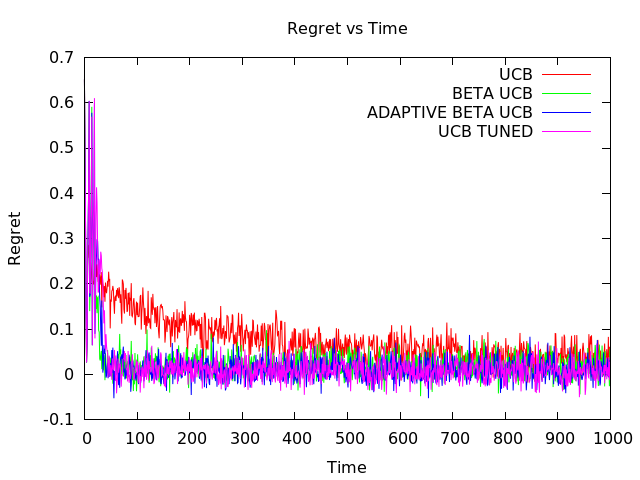 Regret vs Time
UCB
BETA UCB
ADAPTIVE BETA UCB
UCB TUNED
0.7
0.6
0.5
0.4
0.3
0.2
0.1
0
-0.1
Regret
0 100 200 300 400 500 600 700 800 900 1000
Time